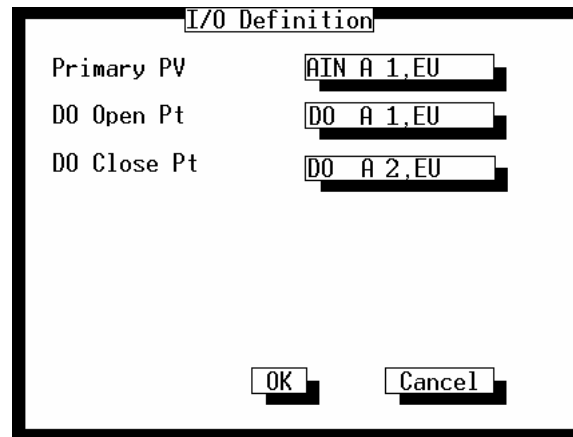 I/O Definition
Primary PV AIN A 1,EU
DO Open Pt DO A 1,EU
DO Close Pt DO A 2,EU
OK Cancel